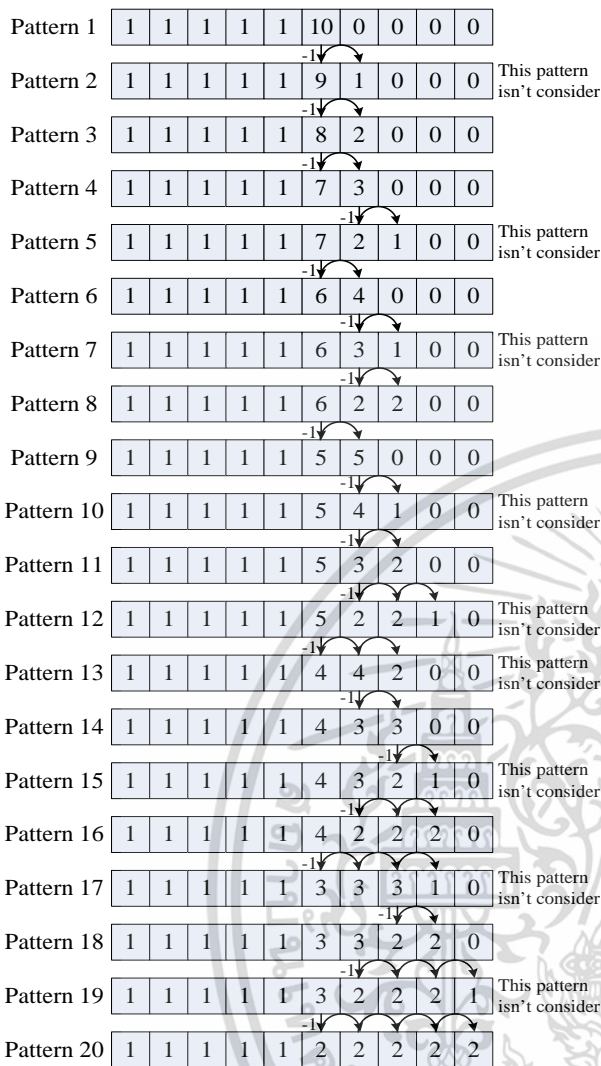 Pattern 1 1 1 1 1 1 10 0 0 0 0
-1
Pattern 2 1 1 1 1 1 9 1 0 0 0 This pattern isn't consider
-1
Pattern 3 1 1 1 1 1 8 2 0 0 0
-1
Pattern 4 1 1 1 1 1 7 3 0 0 0
-1
Pattern 5 1 1 1 1 1 7 2 1 0 0 This pattern isn't consider
-1
Pattern 6 1 1 1 1 1 6 4 0 0 0
-1
Pattern 7 1 1 1 1 1 6 3 1 0 0 This pattern isn't consider
-1
Pattern 8 1 1 1 1 1 6 2 2 0 0
-1
Pattern 9 1 1 1 1 1 5 5 0 0 0
-1
Pattern 10 1 1 1 1 1 5 4 1 0 0 This pattern isn't consider
-1
Pattern 11 1 1 1 1 1 5 3 2 0 0
-1
Pattern 12 1 1 1 1 1 5 2 2 1 0 This pattern isn't consider
-1
Pattern 13 1 1 1 1 1 4 4 2 0 0 This pattern isn't consider
-1
Pattern 14 1 1 1 1 1 4 3 3 0 0
-1
Pattern 15 1 1 1 1 1 4 3 2 1 0 This pattern isn't consider
-1
Pattern 16 1 1 1 1 1 4 2 2 2 0
-1
Pattern 17 1 1 1 1 1 3 3 3 1 0 This pattern isn't consider
-1
Pattern 18 1 1 1 1 1 3 3 2 2 0
-1
Pattern 19 1 1 1 1 1 3 2 2 2 1 This pattern isn't consider
-1
Pattern 20 1 1 1 1 1 2 2 2 2 2